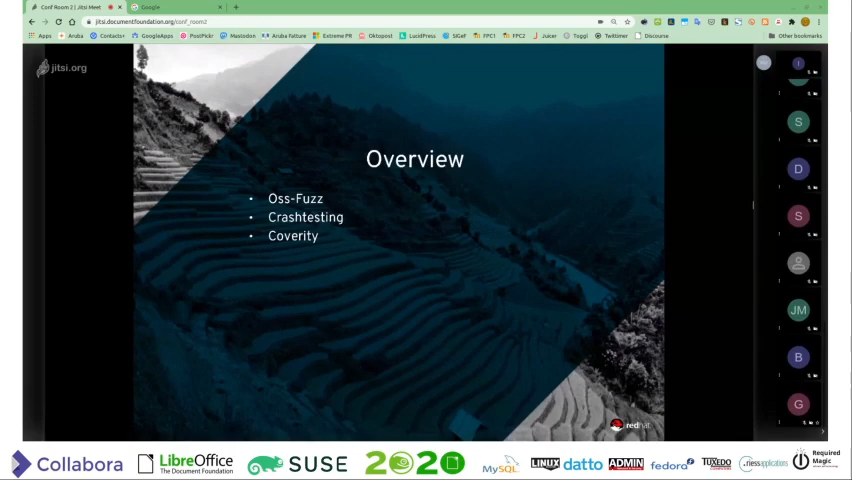 Conf Room 2 | Jitsi Meet
Google
jitsi.documentfoundation.org/conf_room2
Apps Aruba Contacts+ GoogleApps PostPickr Mastodon Aruba Fatture Extreme PR Oktopost LucidPress SIGef FPC1 FPC2 Juicer Toggl Twittimer Discourse Other bookmarks
jitsi.org
I
S
D
S
JM
B
G
Overview
• Oss-Fuzz
• Crashtesting
• Coverity
redhat
Collabora
LibreOffice
The Document Foundation
SUSE
2020
MySQL
LINUX
datto
ADMIN
fedora
TUXEDO
riessapplications
Required
Magic